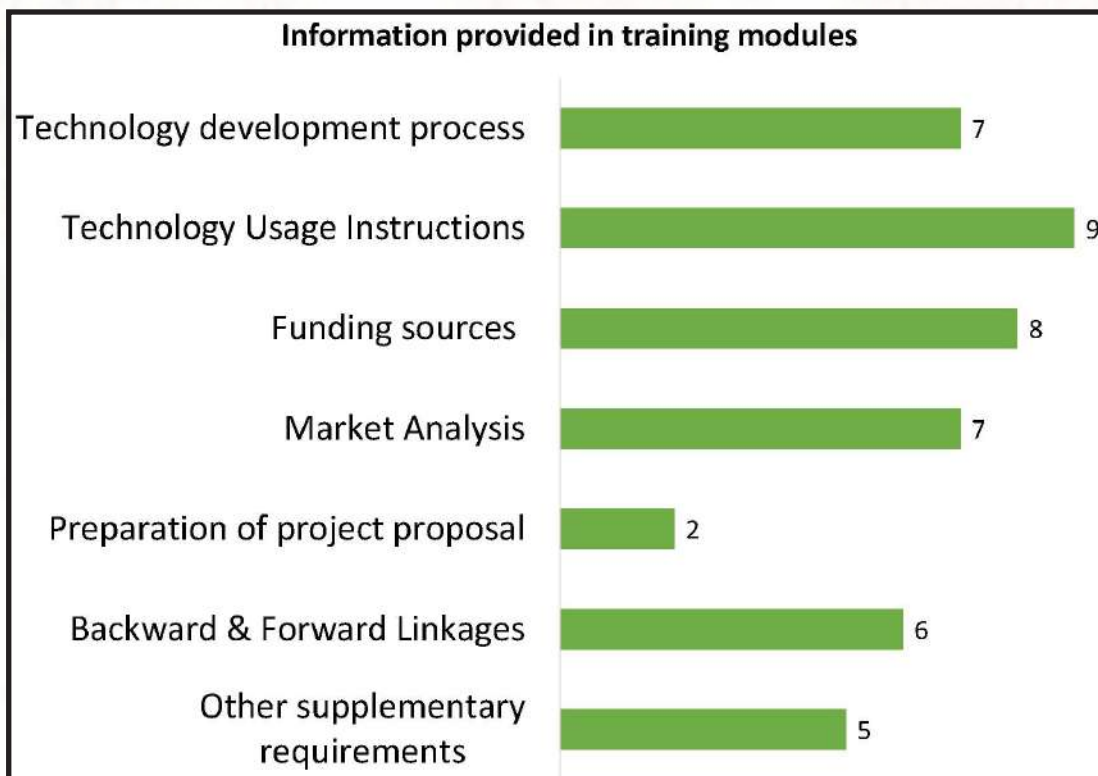 Information provided in training modules
Technology development process
7
Technology Usage Instructions
9
Funding sources
8
Market Analysis
7
Preparation of project proposal
2
Backward & Forward Linkages
6
Other supplementary
requirements
5